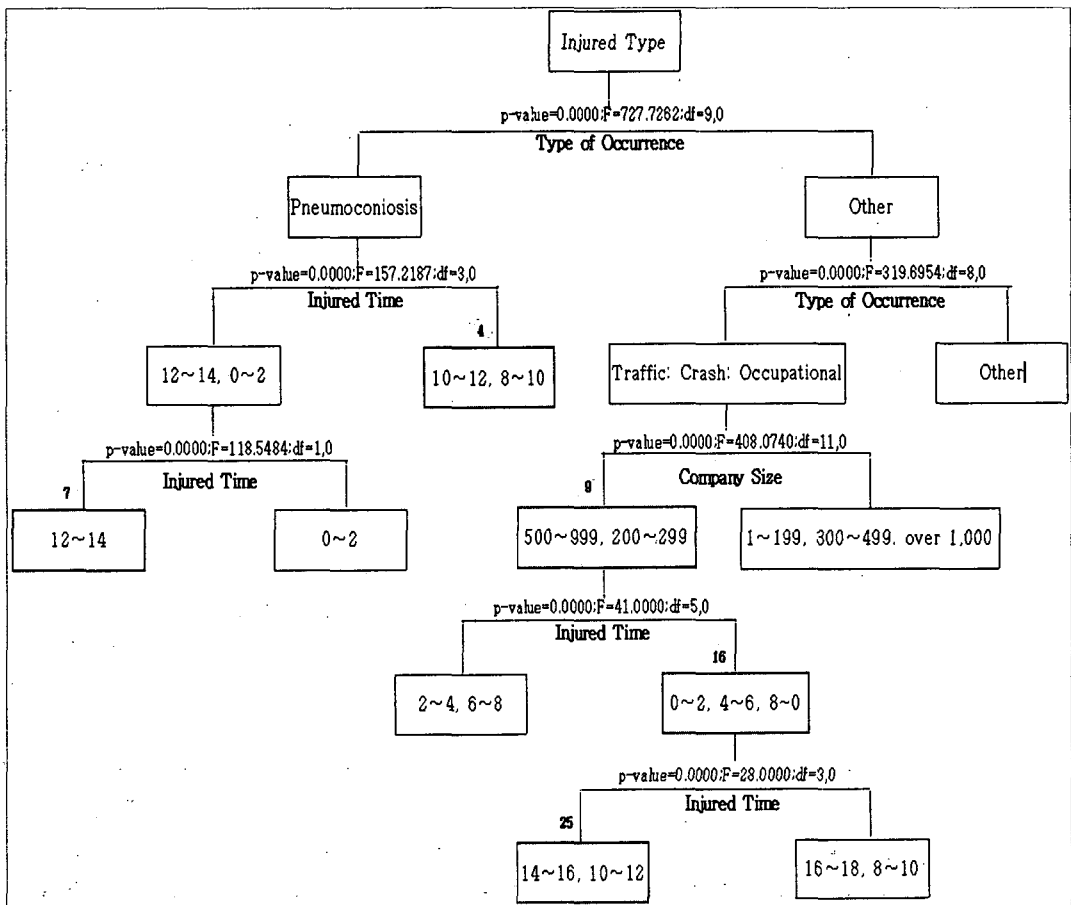 Injured Type
p-value=0.0000;F=727.7262;df=9,0
Type of Occurrence
Pneumoconiosis
Other
p-value=0.0000;F=157.2187;df=3,0
Injured Time
p-value=0.0000;F=319.6954;df=8,0
Type of Occurrence
12~14, 0~2
4
10~12, 8~10
Traffic: Crash: Occupational
Other
p-value=0.0000;F=118.5484;df=1,0
Injured Time
p-value=0.0000;F=408.0740;df=11,0
Company Size
7
12~14
0~2
9
500~999, 200~299
1~199, 300~499. over 1,000
p-value=0.0000;F=41.0000;df=5,0
Injured Time
2~4, 6~8
16
0~2, 4~6, 8~0
p-value=0.0000;F=28.0000;df=3,0
Injured Time
25
14~16, 10~12
16~18, 8~10